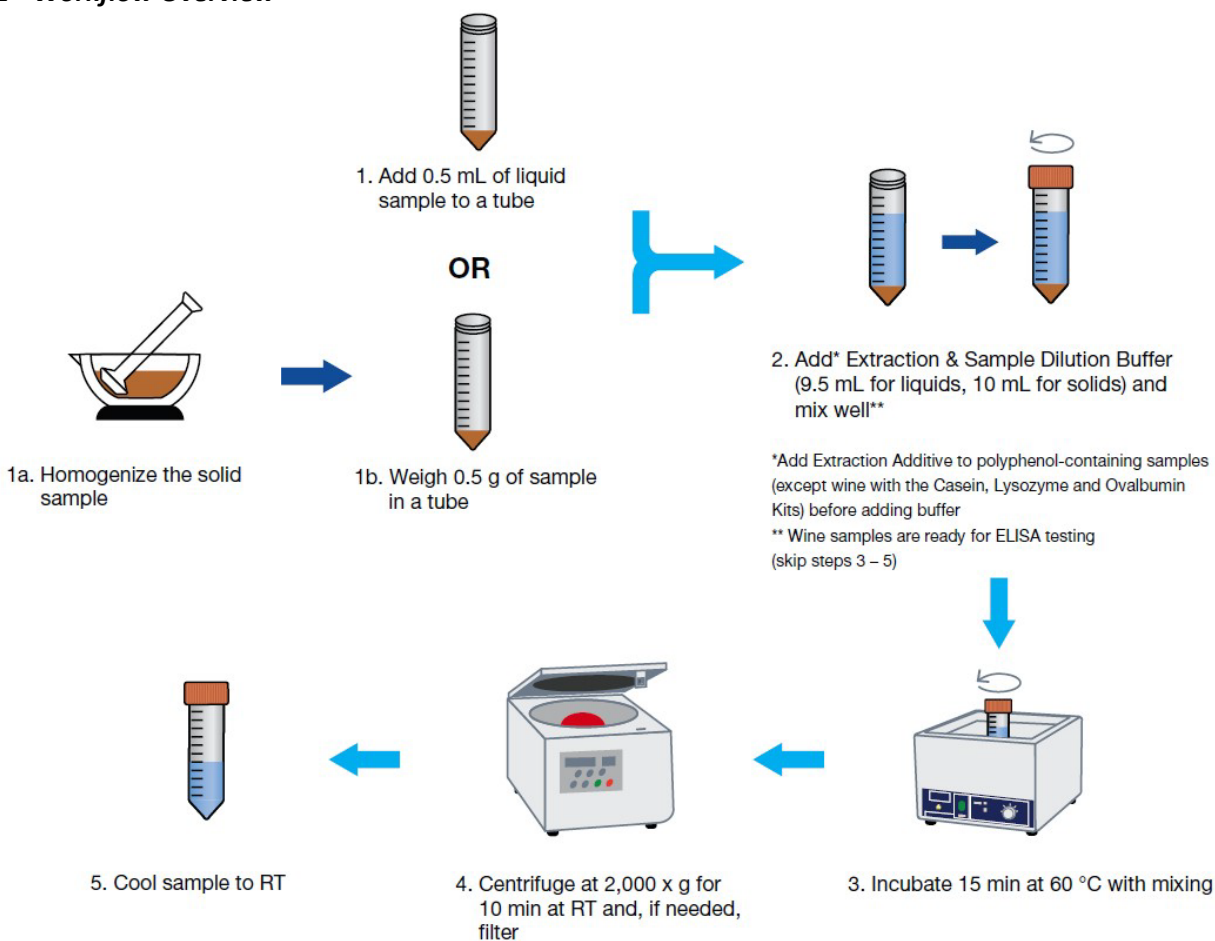 1. Add 0.5 mL of liquid
sample to a tube
OR
1a. Homogenize the solid
sample
1b. Weigh 0.5 g of sample
in a tube
2. Add* Extraction & Sample Dilution Buffer
(9.5 mL for liquids, 10 mL for solids) and
mix well**
*Add Extraction Additive to polyphenol-containing samples
(except wine with the Casein, Lysozyme and Ovalbumin
Kits) before adding buffer
** Wine samples are ready for ELISA testing
(skip steps 3 – 5)
3. Incubate 15 min at 60 °C with mixing
4. Centrifuge at 2,000 x g for
10 min at RT and, if needed,
filter
5. Cool sample to RT